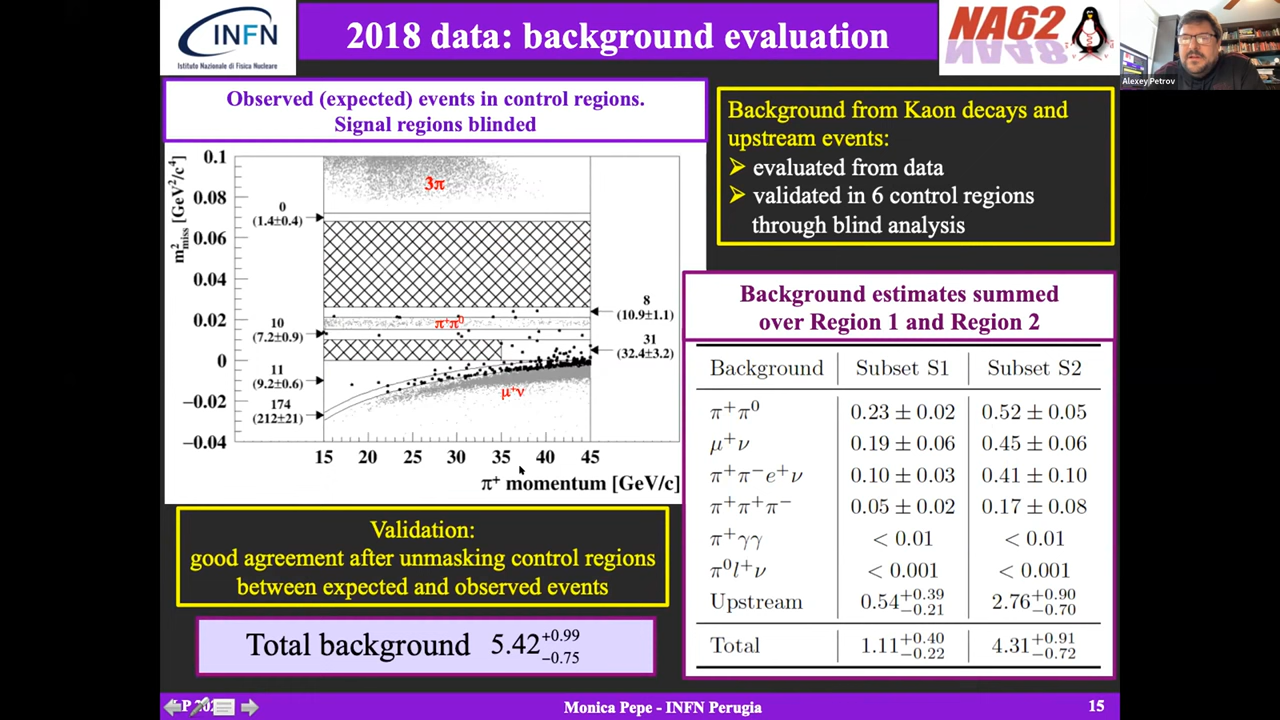 INFN
Istituto Nazionale di Fisica Nucleare
2018 data: background evaluation
NA62
NA48
Alexey Petrov
Observed (expected) events in control regions.
Signal regions blinded
Background from Kaon decays and
upstream events:
➢ evaluated from data
➢ validated in 6 control regions
through blind analysis
m²miss [GeV²/c⁴]
0.1
0.08
0.06
0.04
0.02
0
−0.02
−0.04
0
(1.4±0.4)
10
(7.2±0.9)
11
(9.2±0.6)
174
(212±21)
3π
π⁺π⁰
μ⁺ν
8
(10.9±1.1)
31
(32.4±3.2)
15 20 25 30 35 40 45
π⁺ momentum [GeV/c]
Background estimates summed
over Region 1 and Region 2
Background Subset S1 Subset S2
π⁺π⁰ 0.23 ± 0.02 0.52 ± 0.05
μ⁺ν 0.19 ± 0.06 0.45 ± 0.06
π⁺π⁻e⁺ν 0.10 ± 0.03 0.41 ± 0.10
π⁺π⁺π⁻ 0.05 ± 0.02 0.17 ± 0.08
π⁺γγ < 0.01 < 0.01
π⁰l⁺ν < 0.001 < 0.001
Upstream 0.54 +0.39 −0.21 2.76 +0.90 −0.70
Total 1.11 +0.40 −0.22 4.31 +0.91 −0.72
Validation:
good agreement after unmasking control regions
between expected and observed events
Total background 5.42 +0.99 −0.75
Monica Pepe - INFN Perugia
15